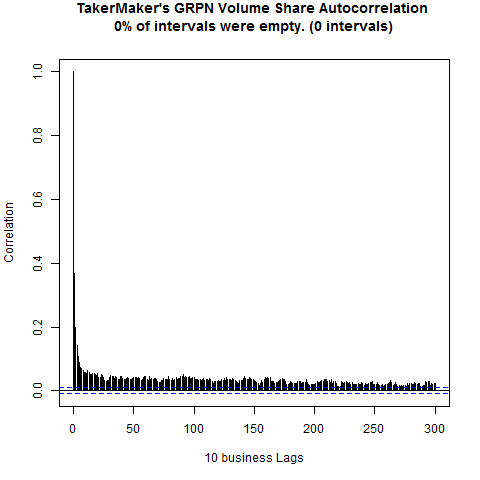 TakerMaker's GRPN Volume Share Autocorrelation
0% of intervals were empty. (0 intervals)
1.0
0.8
0.6
0.4
0.2
0.0
Correlation
0 50 100 150 200 250 300
10 business Lags